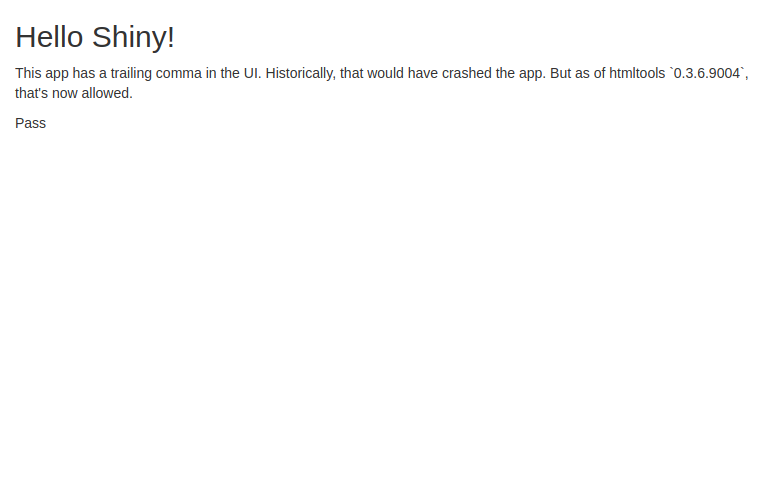 Hello Shiny!
This app has a trailing comma in the UI. Historically, that would have crashed the app. But as of htmltools `0.3.6.9004`,
that's now allowed.
Pass